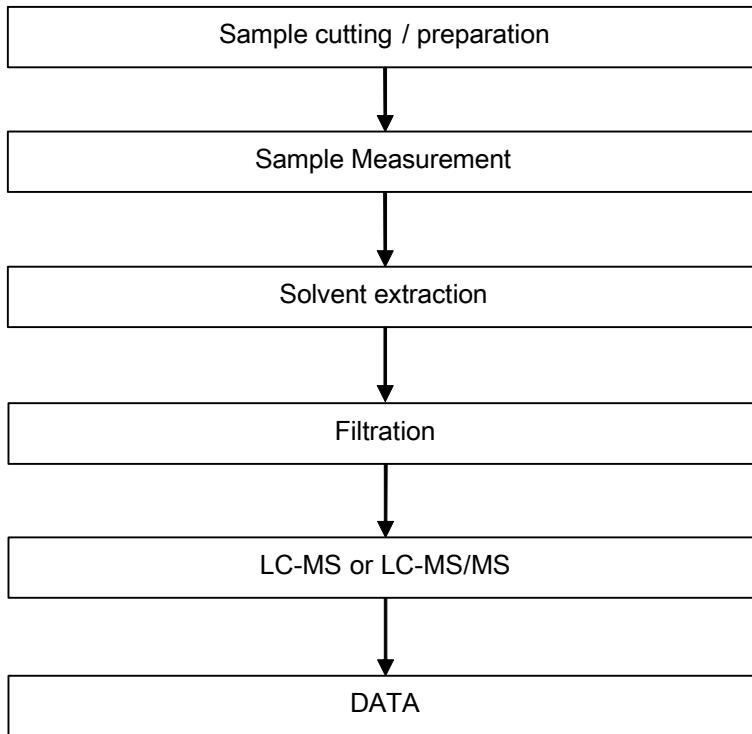 Sample cutting / preparation
Sample Measurement
Solvent extraction
Filtration
LC-MS or LC-MS/MS
DATA